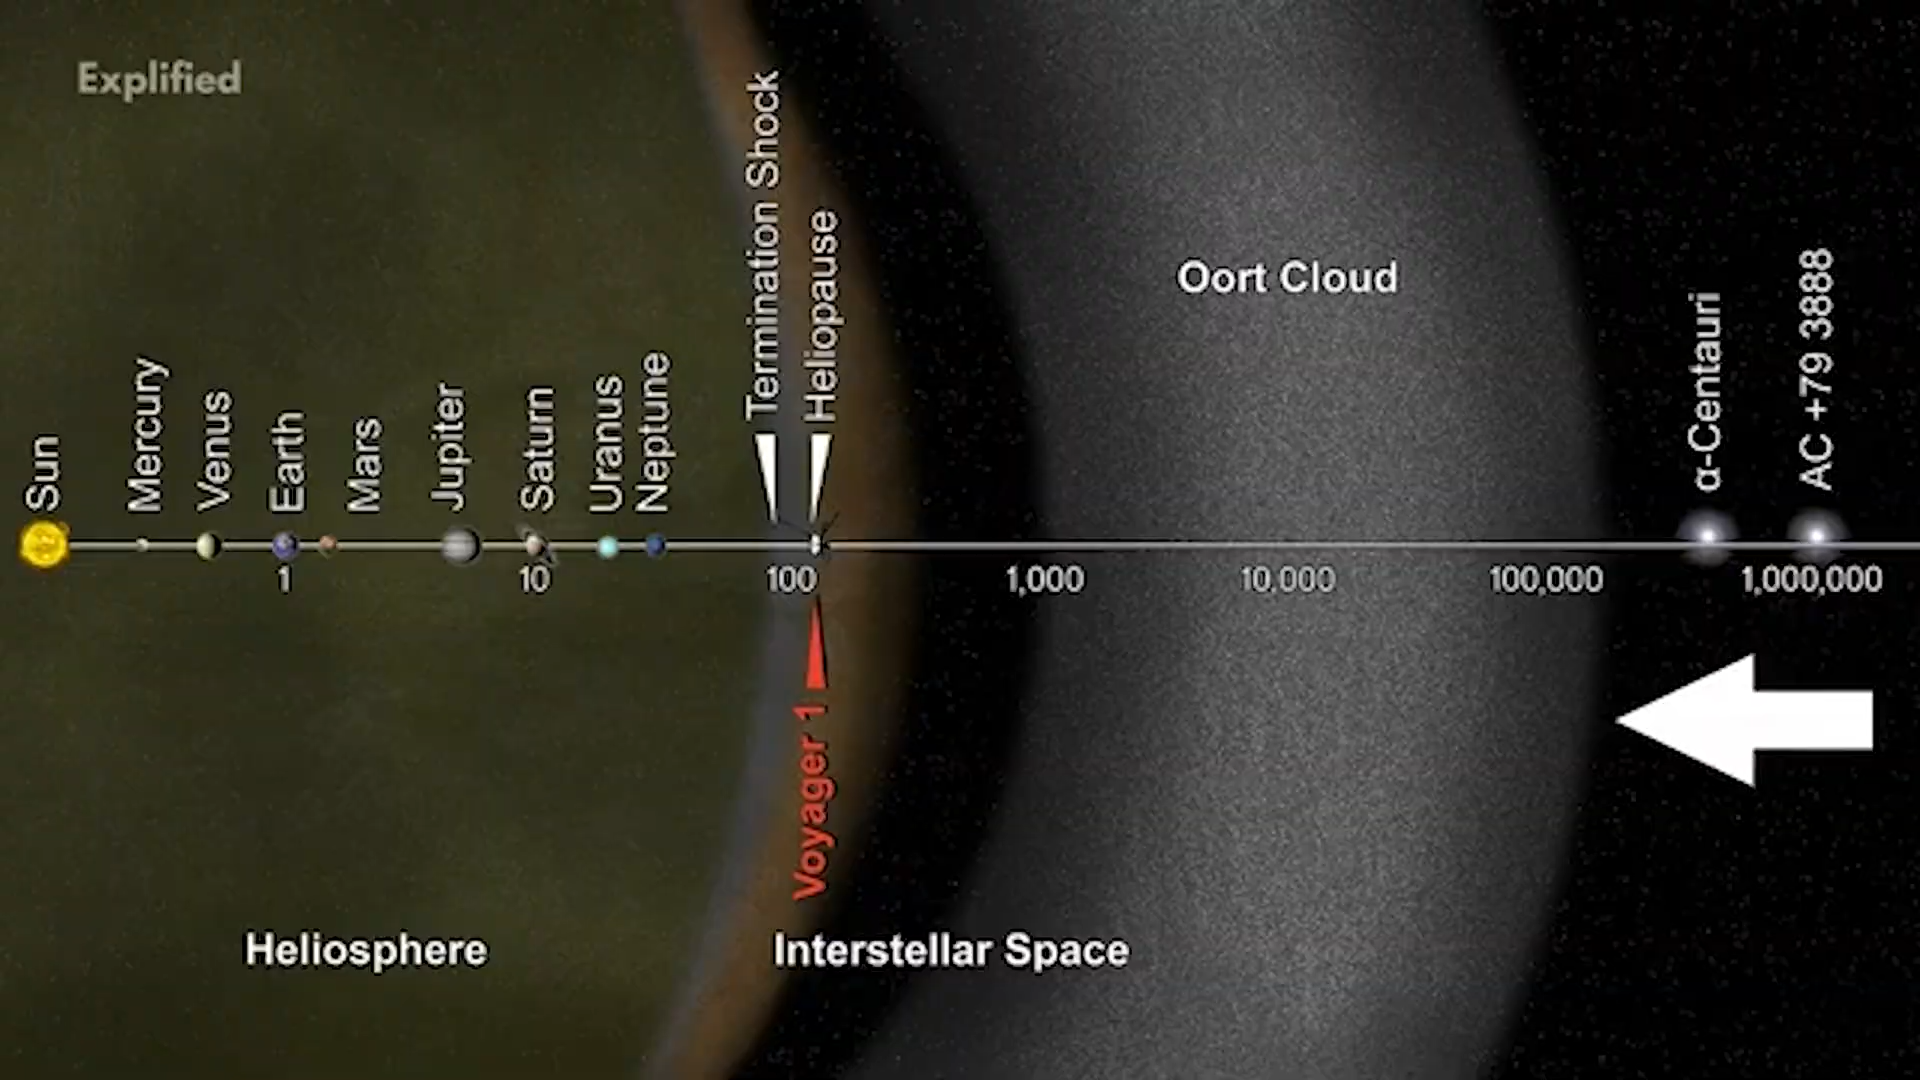 Explified
Sun
Mercury
Venus
Earth
Mars
Jupiter
Saturn
Uranus
Neptune
Termination Shock
Heliopause
Oort Cloud
α-Centauri
AC +79 3888
1
10
100
1,000
10,000
100,000
1,000,000
Voyager 1
Heliosphere
Interstellar Space